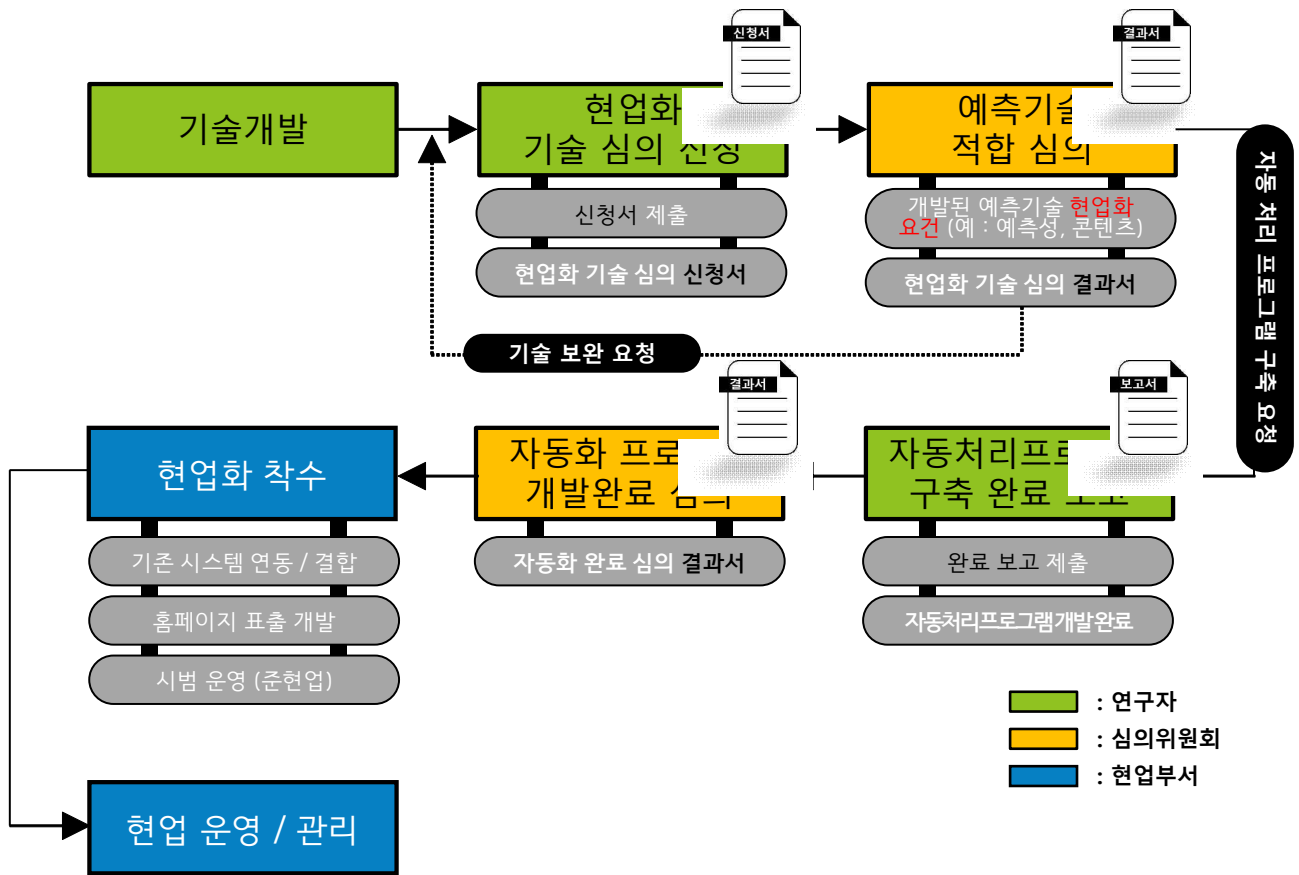 신청서
결과서
기술개발
현업화
기술 심의 신청
예측기술
적합 심의
신청서 제출
현업화 기술 심의 신청서
개발된 예측기술 현업화
요건 (예 : 예측성, 콘텐츠)
현업화 기술 심의 결과서
자동 처리 프로그램 구축 요청
기술 보완 요청
결과서
보고서
현업화 착수
자동화 프로
개발완료 심의
자동처리프로
구축 완료 보고
기존 시스템 연동 / 결합
홈페이지 표출 개발
시범 운영 (준현업)
자동화 완료 심의 결과서
완료 보고 제출
자동처리프로그램개발완료
: 연구자
: 심의위원회
: 현업부서
현업 운영 / 관리